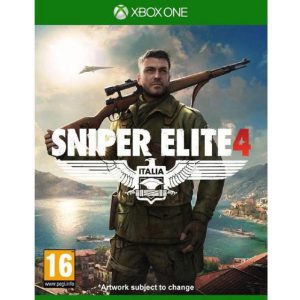 XBOX ONE
SNIPER ELITE 4
ITALIA
16
www.pegi.info
*Artwork subject to change